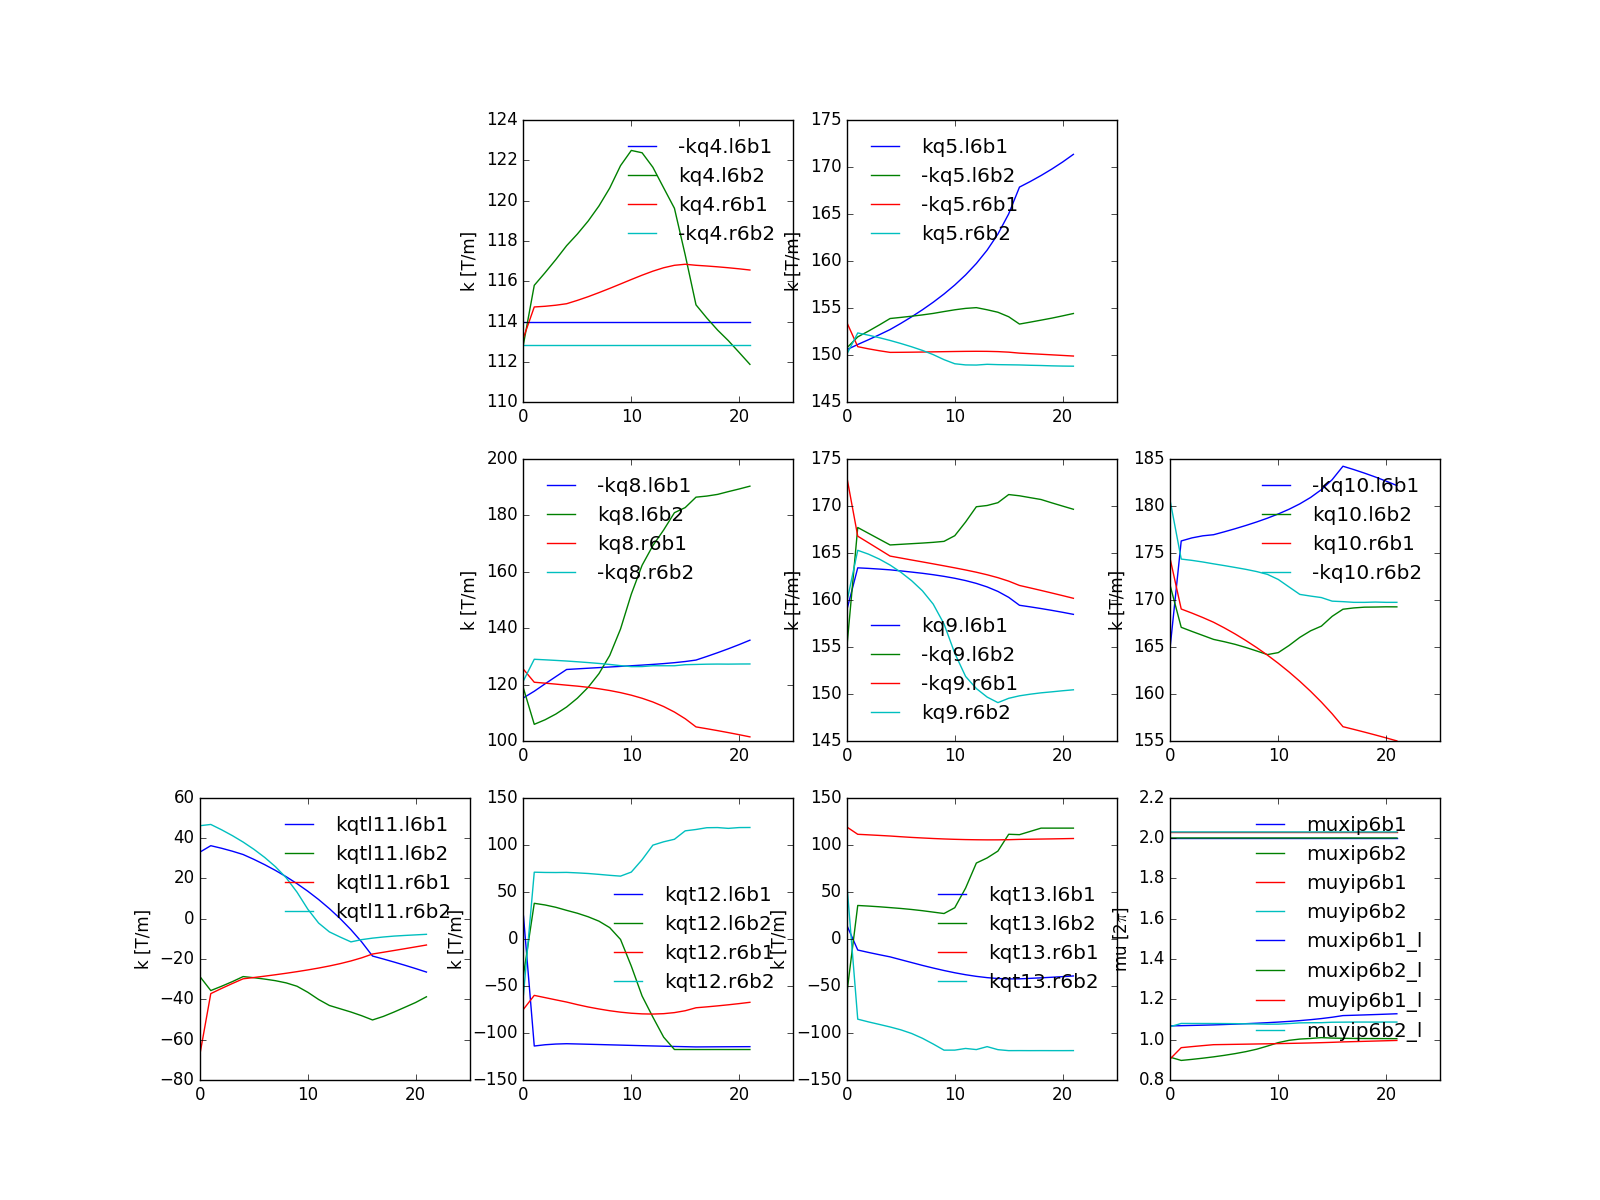 124
122
120
118
116
114
112
110
k [T/m]
-kq4.l6b1
kq4.l6b2
kq4.r6b1
-kq4.r6b2
0 10 20
175
170
165
160
155
150
145
k [T/m]
kq5.l6b1
-kq5.l6b2
-kq5.r6b1
kq5.r6b2
0 10 20
200
180
160
140
120
100
k [T/m]
-kq8.l6b1
kq8.l6b2
kq8.r6b1
-kq8.r6b2
0 10 20
175
170
165
160
155
150
145
k [T/m]
kq9.l6b1
-kq9.l6b2
-kq9.r6b1
kq9.r6b2
0 10 20
185
180
175
170
165
160
155
k [T/m]
-kq10.l6b1
kq10.l6b2
kq10.r6b1
-kq10.r6b2
0 10 20
60
40
20
0
−20
−40
−60
−80
k [T/m]
kqtl11.l6b1
kqtl11.l6b2
kqtl11.r6b1
kqtl11.r6b2
0 10 20
150
100
50
0
−50
−100
−150
k [T/m]
kqt12.l6b1
kqt12.l6b2
kqt12.r6b1
kqt12.r6b2
0 10 20
150
100
50
0
−50
−100
−150
k [T/m]
kqt13.l6b1
kqt13.l6b2
kqt13.r6b1
kqt13.r6b2
0 10 20
2.2
2.0
1.8
1.6
1.4
1.2
1.0
0.8
mu [2π]
muxip6b1
muxip6b2
muyip6b1
muyip6b2
muxip6b1_l
muxip6b2_l
muyip6b1_l
muyip6b2_l
0 10 20